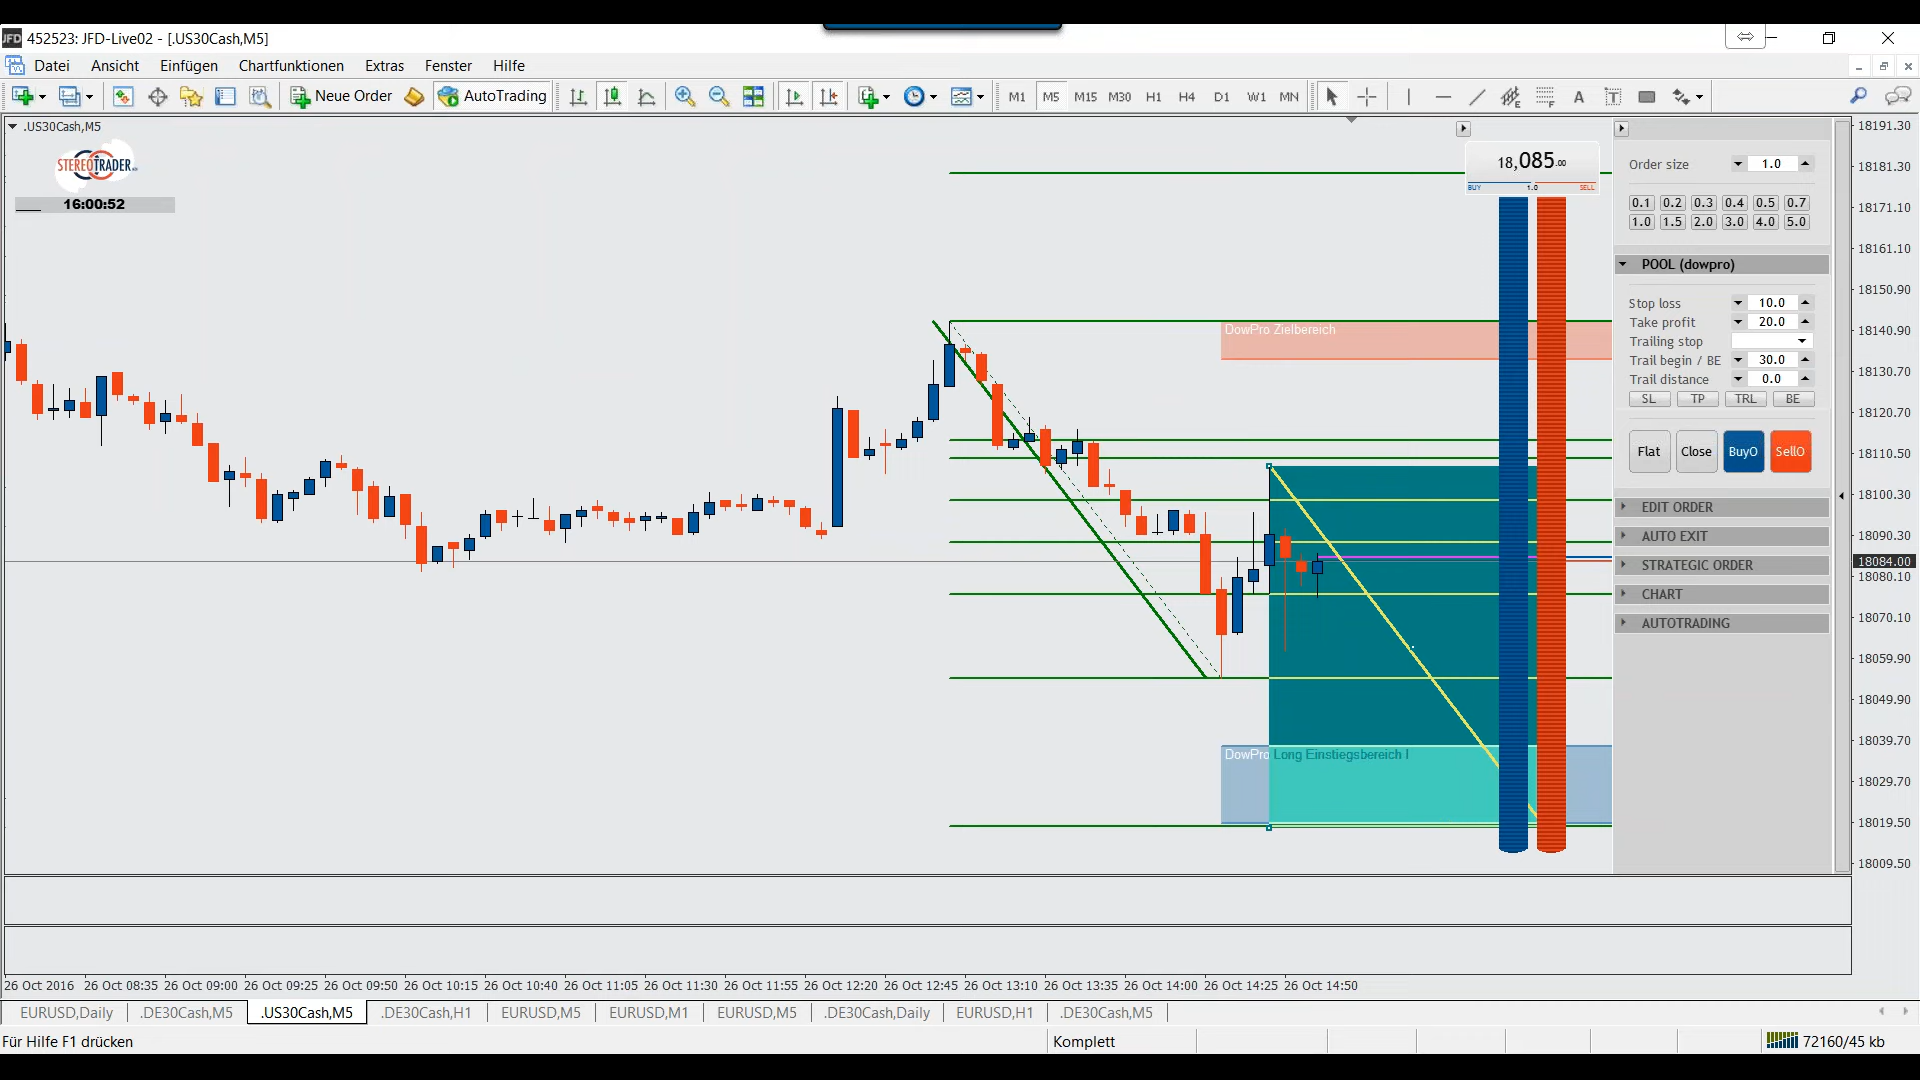 JFD 452523: JFD-Live02 - [.US30Cash,M5]
Datei Ansicht Einfügen Chartfunktionen Extras Fenster Hilfe
Neue Order AutoTrading M1 M5 M15 M30 H1 H4 D1 W1 MN A T
.US30Cash,M5
STEREOTRADER
16:00:52
18,085.00
BUY 1.0 SELL
DowPro Zielbereich
DowPro Long Einstiegsbereich I
Order size 1.0
0.1 0.2 0.3 0.4 0.5 0.7
1.0 1.5 2.0 3.0 4.0 5.0
POOL (dowpro)
Stop loss 10.0
Take profit 20.0
Trailing stop
Trail begin / BE 30.0
Trail distance 0.0
SL TP TRL BE
Flat Close BuyO SellO
EDIT ORDER
AUTO EXIT
STRATEGIC ORDER
CHART
AUTOTRADING
18191.30
18181.30
18171.10
18161.10
18150.90
18140.90
18130.70
18120.70
18110.50
18100.30
18090.30
18084.00
18080.10
18070.10
18059.90
18049.90
18039.70
18029.70
18019.50
18009.50
26 Oct 2016 26 Oct 08:35 26 Oct 09:00 26 Oct 09:25 26 Oct 09:50 26 Oct 10:15 26 Oct 10:40 26 Oct 11:05 26 Oct 11:30 26 Oct 11:55 26 Oct 12:20 26 Oct 12:45 26 Oct 13:10 26 Oct 13:35 26 Oct 14:00 26 Oct 14:25 26 Oct 14:50
EURUSD,Daily .DE30Cash,M5 .US30Cash,M5 .DE30Cash,H1 EURUSD,M5 EURUSD,M1 EURUSD,M5 .DE30Cash,Daily EURUSD,H1 .DE30Cash,M5
Für Hilfe F1 drücken Komplett 72160/45 kb